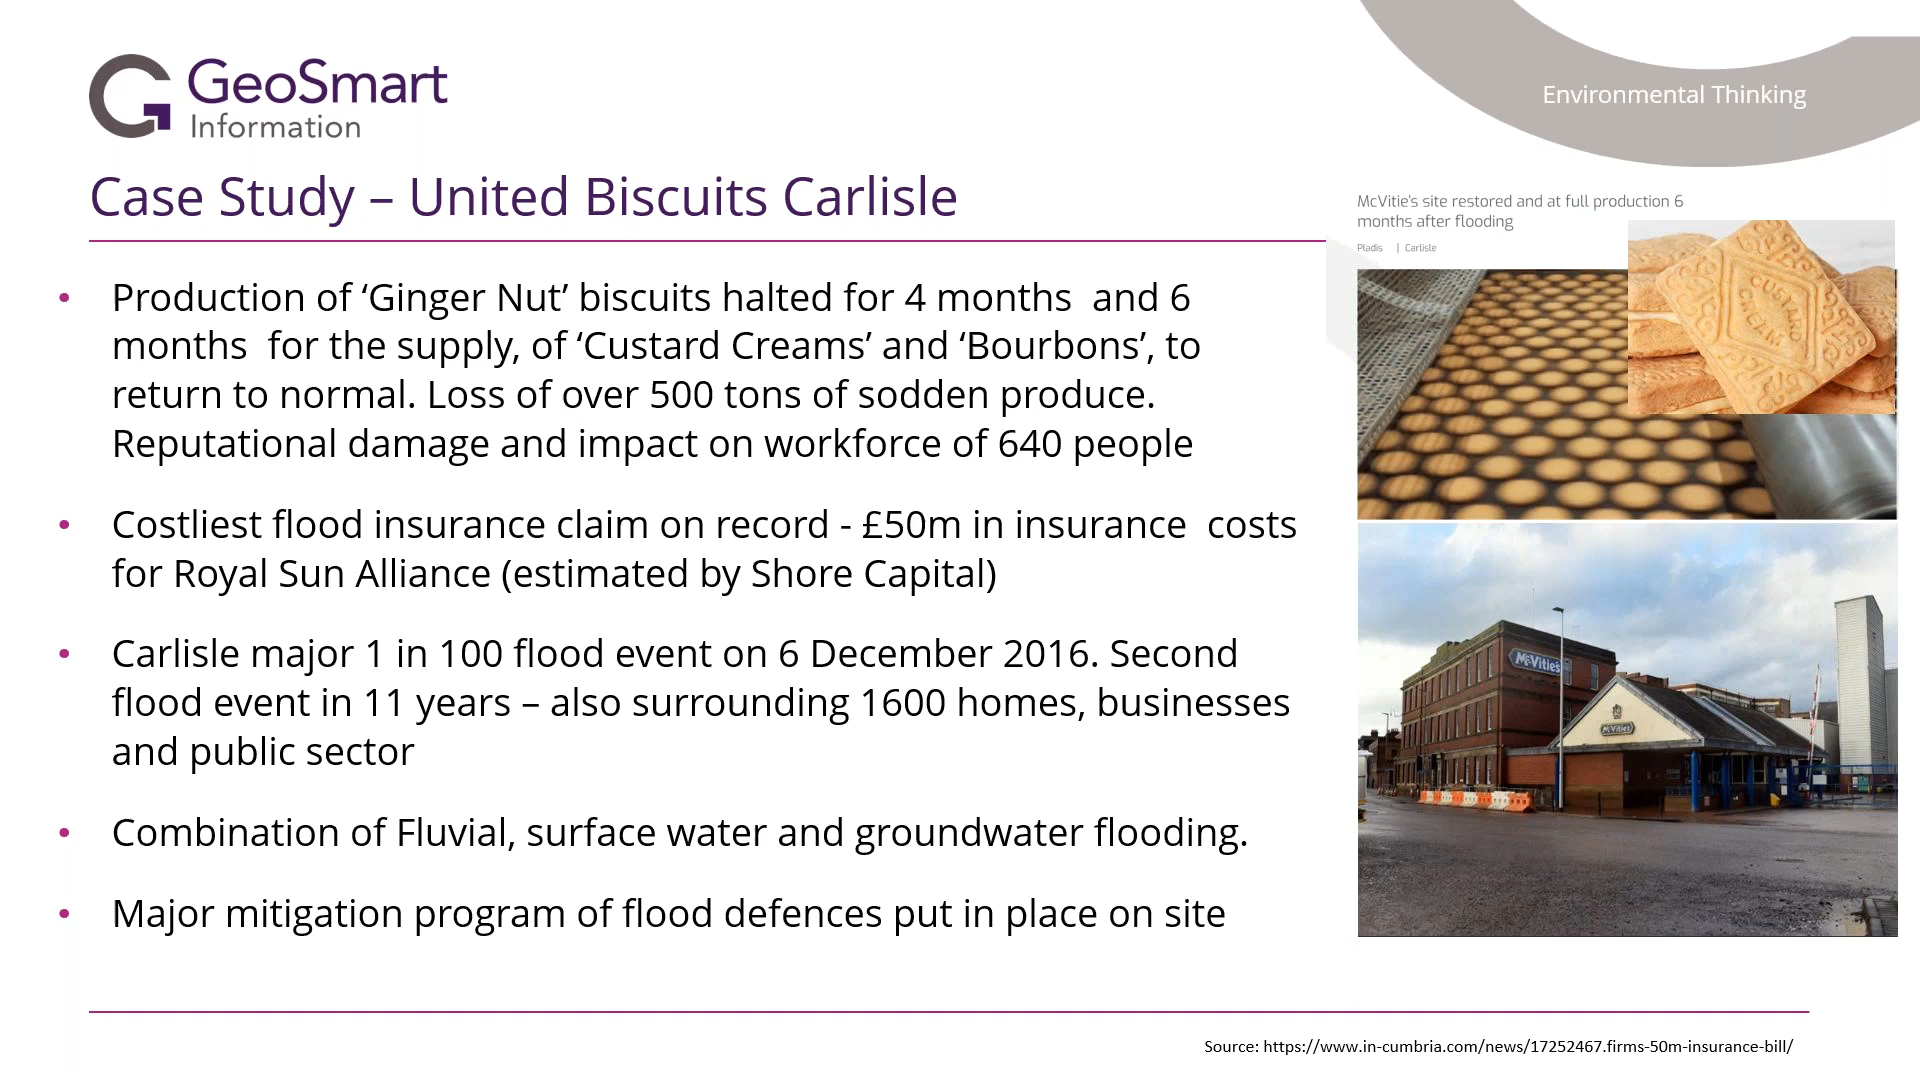 GeoSmart
Information
Environmental Thinking
Case Study – United Biscuits Carlisle
McVitie's site restored and at full production 6
months after flooding
Pladis | Carlisle
• Production of ‘Ginger Nut’ biscuits halted for 4 months  and 6
months  for the supply, of ‘Custard Creams’ and ‘Bourbons’, to
return to normal. Loss of over 500 tons of sodden produce.
Reputational damage and impact on workforce of 640 people
• Costliest flood insurance claim on record - £50m in insurance  costs
for Royal Sun Alliance (estimated by Shore Capital)
• Carlisle major 1 in 100 flood event on 6 December 2016. Second
flood event in 11 years – also surrounding 1600 homes, businesses
and public sector
• Combination of Fluvial, surface water and groundwater flooding.
• Major mitigation program of flood defences put in place on site
CUSTARD
CREAM
McVitie's
McVitie's
Source: https://www.in-cumbria.com/news/17252467.firms-50m-insurance-bill/